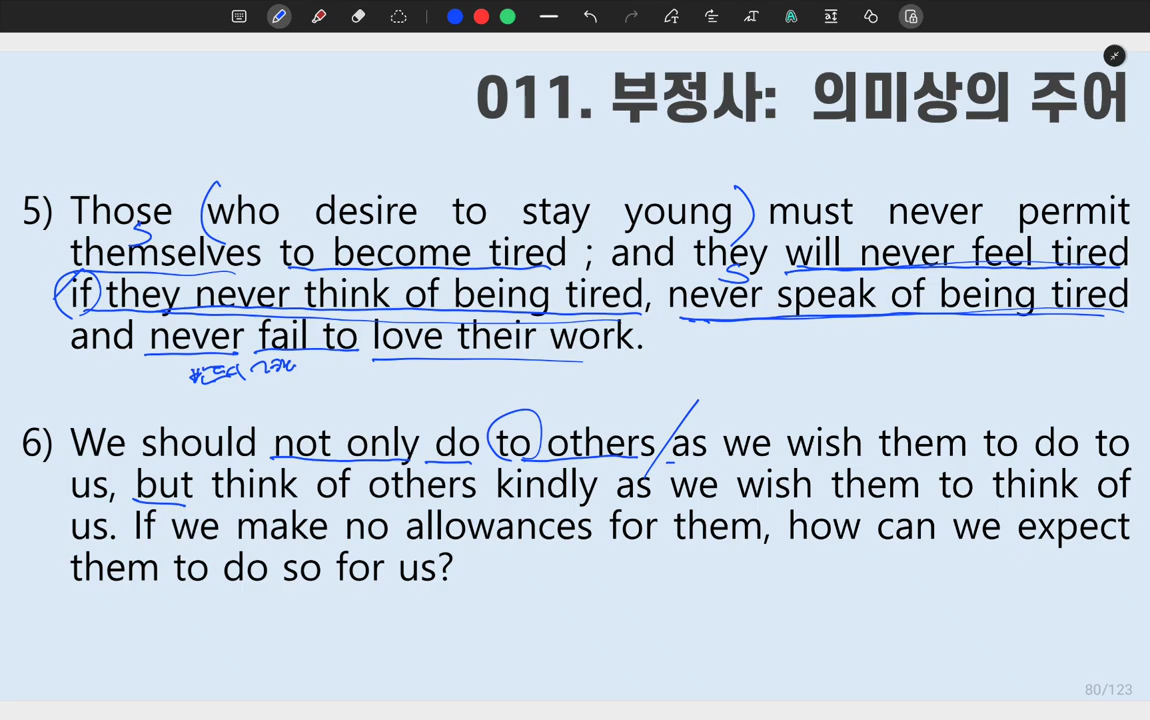 011. 부정사: 의미상의 주어
5) Those who desire to stay young must never permit
S
themselves to become tired ; and they will never feel tired
S
if they never think of being tired, never speak of being tired
and never fail to love their work.
6) We should not only do to others as we wish them to do to
us, but think of others kindly as we wish them to think of
us. If we make no allowances for them, how can we expect
them to do so for us?
80/123